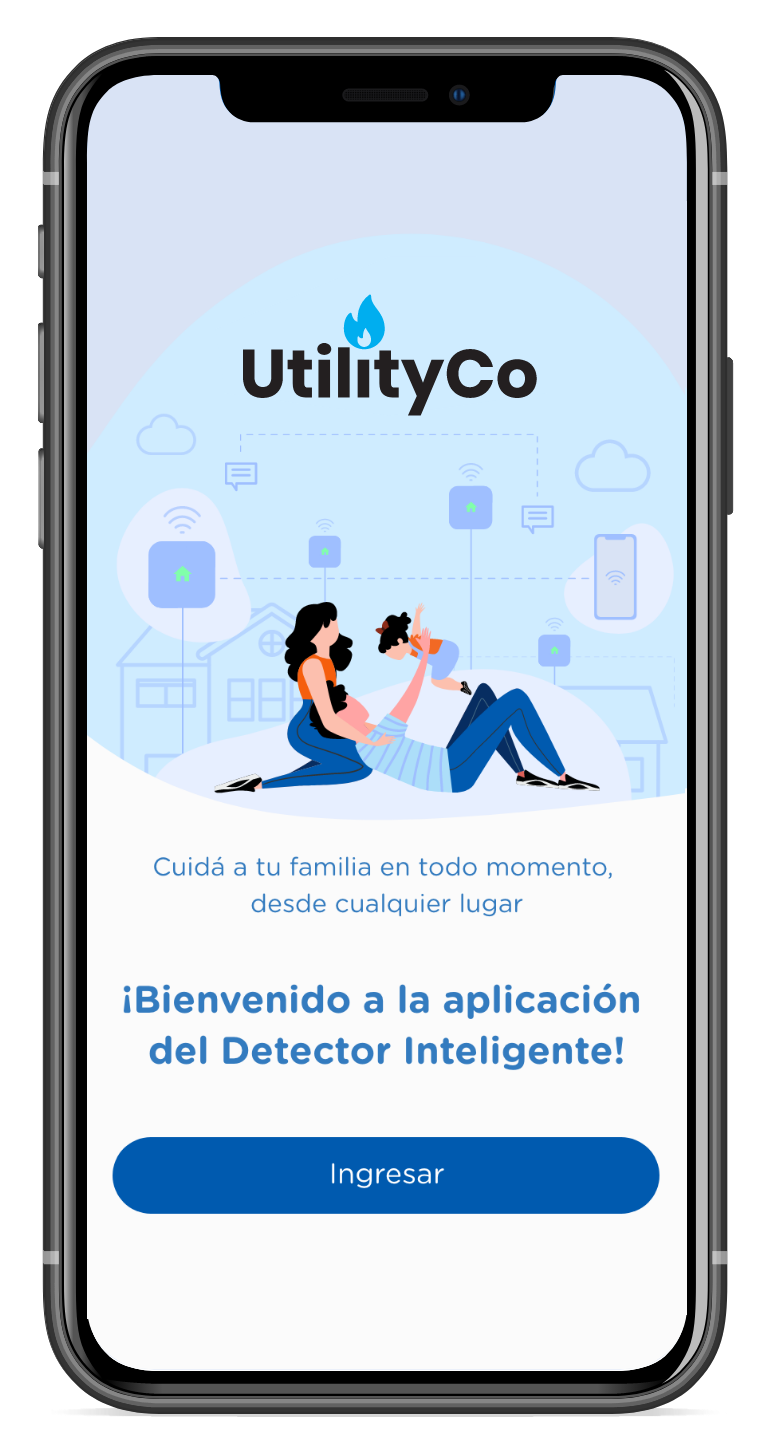 UtilityCo
Cuidá a tu familia en todo momento,
desde cualquier lugar
¡Bienvenido a la aplicación
del Detector Inteligente!
Ingresar